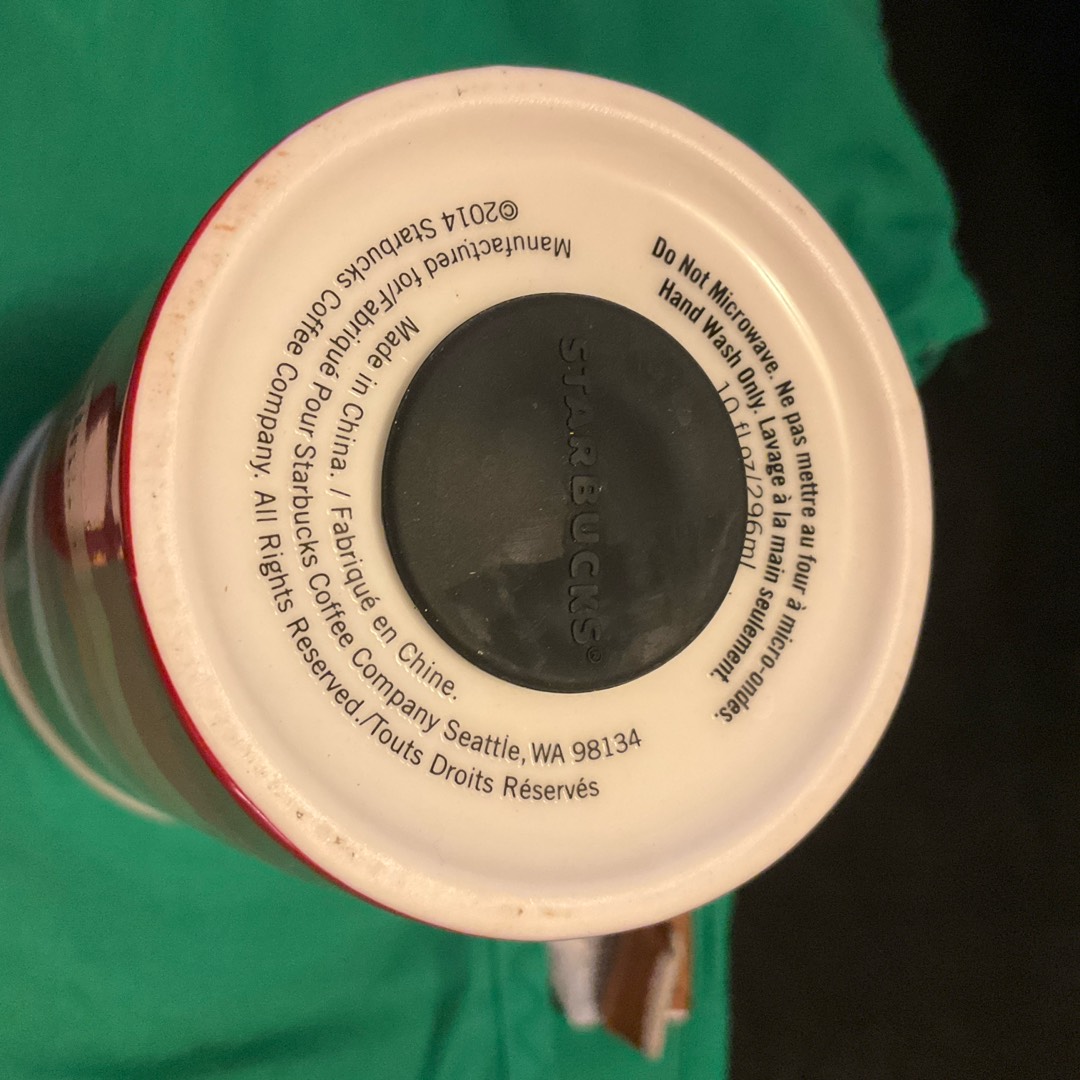 ©2014 Starbucks Coffee Company. All Rights Reserved./Touts Droits Réservés
Manufactured for/Fabriqué Pour Starbucks Coffee Company Seattle, WA 98134
Made in China. / Fabriqué en Chine.
STARBUCKS®
Do Not Microwave. Ne pas mettre au four à micro-ondes.
Hand Wash Only. Lavage à la main seulement.
10 fl oz/296ml